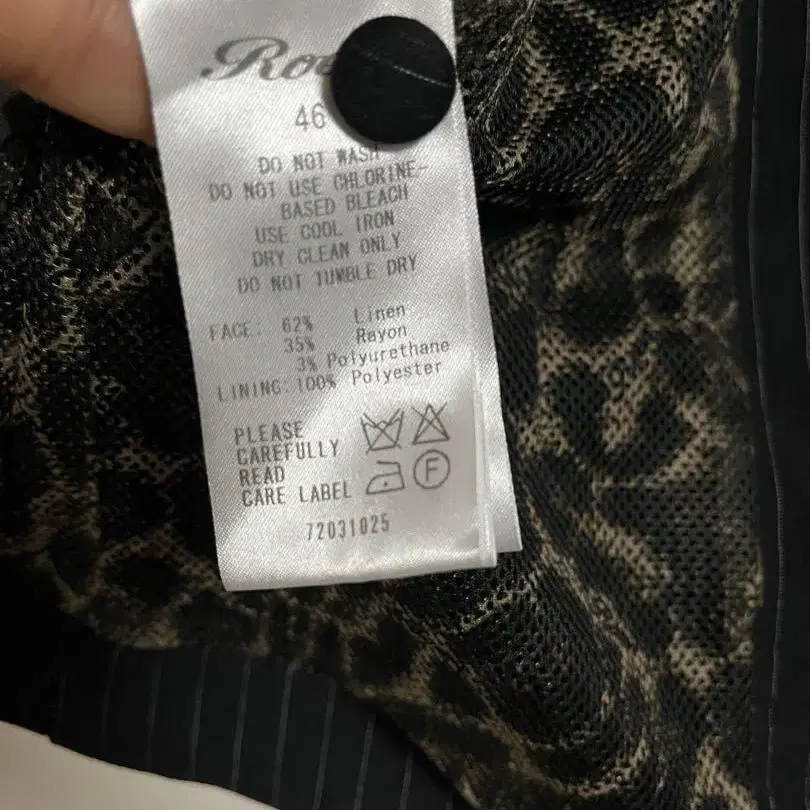 46
DO NOT WASH
DO NOT USE CHLORINE-
BASED BLEACH
USE COOL IRON
DRY CLEAN ONLY
DO NOT TUMBLE DRY
FACE: 62% Linen
35% Rayon
3% Polyurethane
LINING: 100% Polyester
PLEASE
CAREFULLY
READ
CARE LABEL
F
72031025